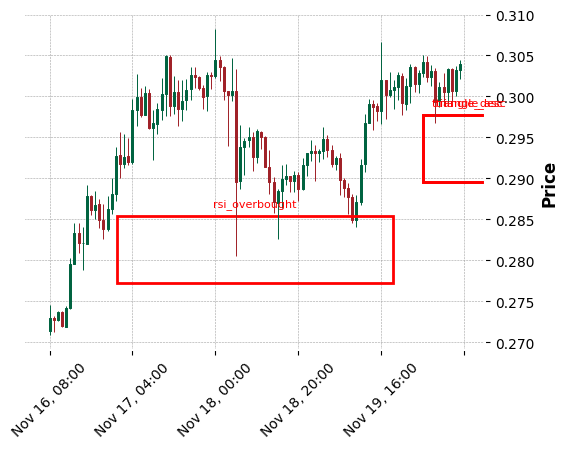 0.310
0.305
0.300
0.295
0.290
0.285
0.280
0.275
0.270
Price
rsi_overbought
Nov 16, 08:00
Nov 17, 04:00
Nov 18, 00:00
Nov 18, 20:00
Nov 19, 16:00